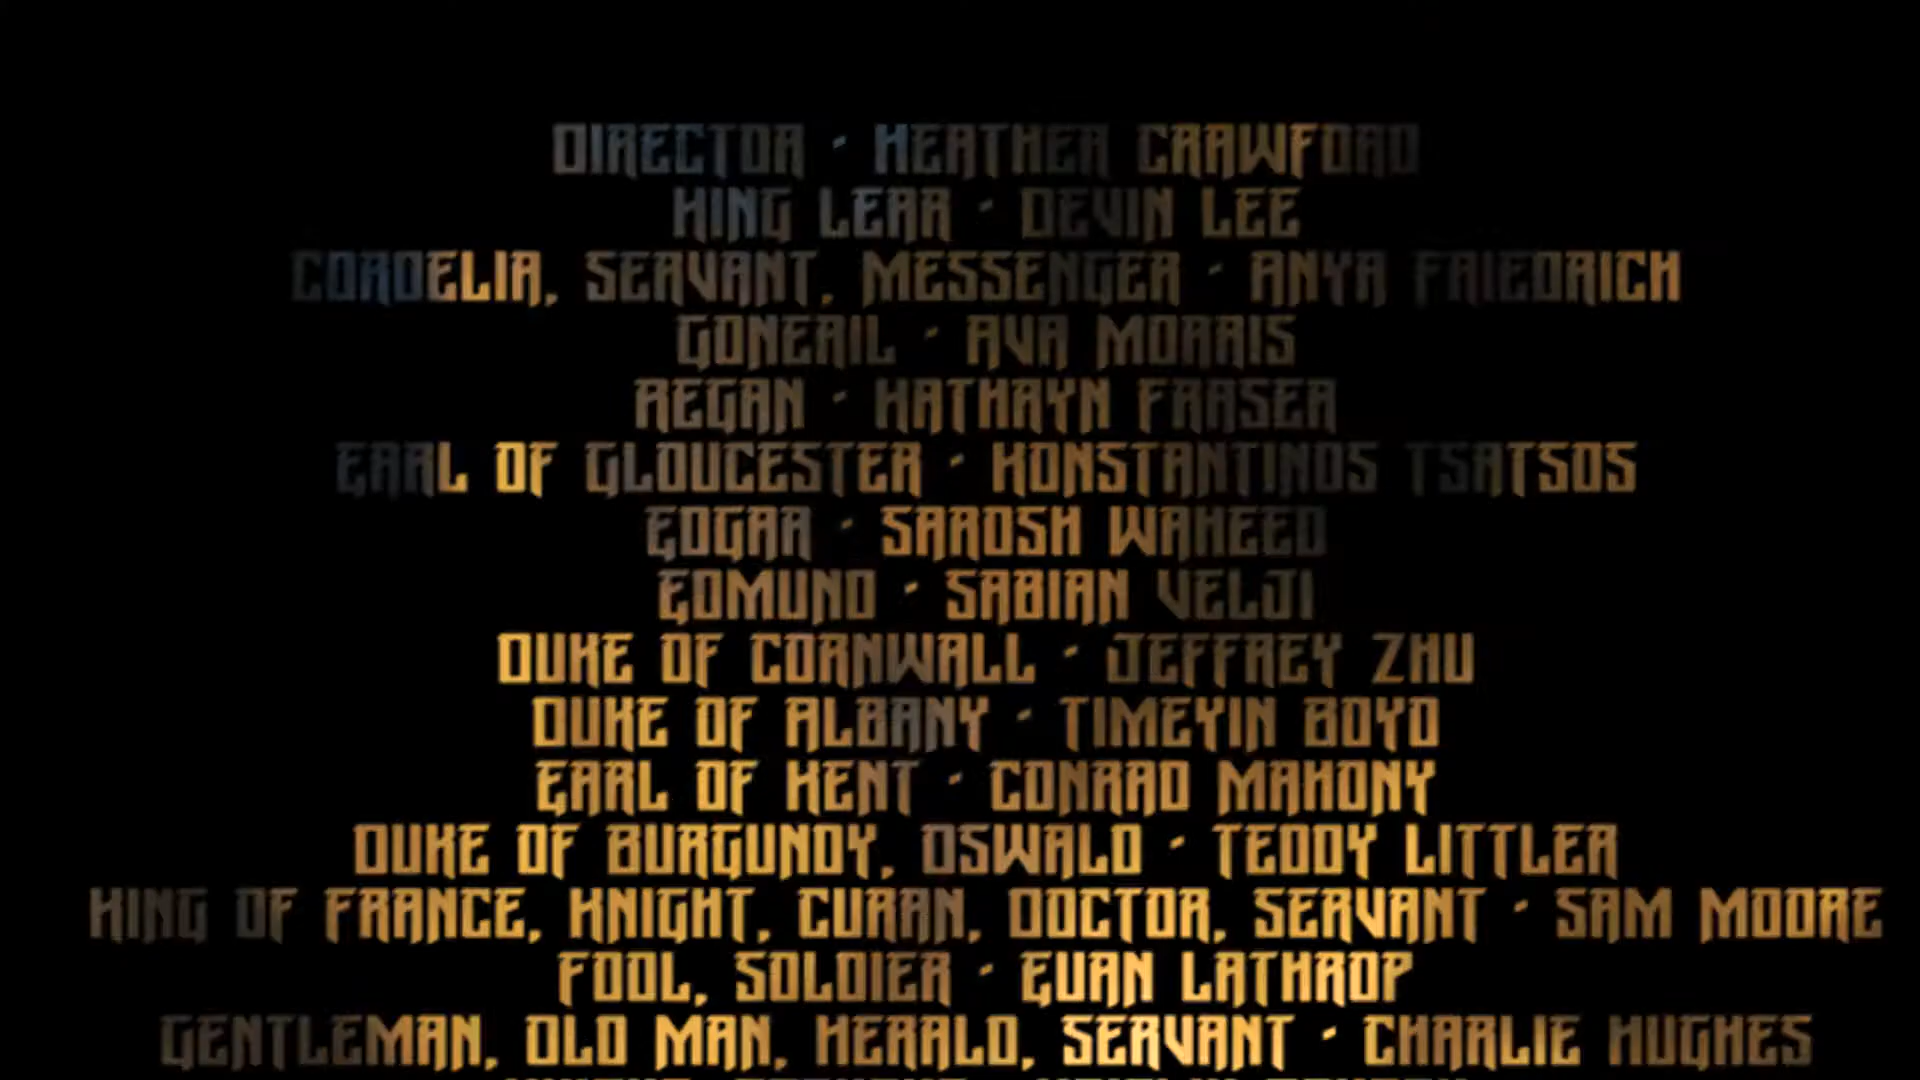 DIRECTOR - HEATHER CRAWFORD
KING LEAR - DEVIN LEE
CORDELIA, SERVANT, MESSENGER - ANYA FRIEDRICH
GONERIL - AVA MORRIS
REGAN - KATHRYN FRASER
EARL OF GLOUCESTER - KONSTANTINOS TSATSOS
EDGAR - SAROSH WAHEED
EDMUND - SABIAN VELJI
DUKE OF CORNWALL - JEFFREY ZHU
DUKE OF ALBANY - TIMEYIN BOYO
EARL OF KENT - CONRAD MAHONY
DUKE OF BURGUNDY, OSWALD - TEDDY LITTLER
KING OF FRANCE, KNIGHT, CURAN, DOCTOR, SERVANT - SAM MOORE
FOOL, SOLDIER - EUAN LATHROP
GENTLEMAN, OLD MAN, HERALD, SERVANT - CHARLIE HUGHES